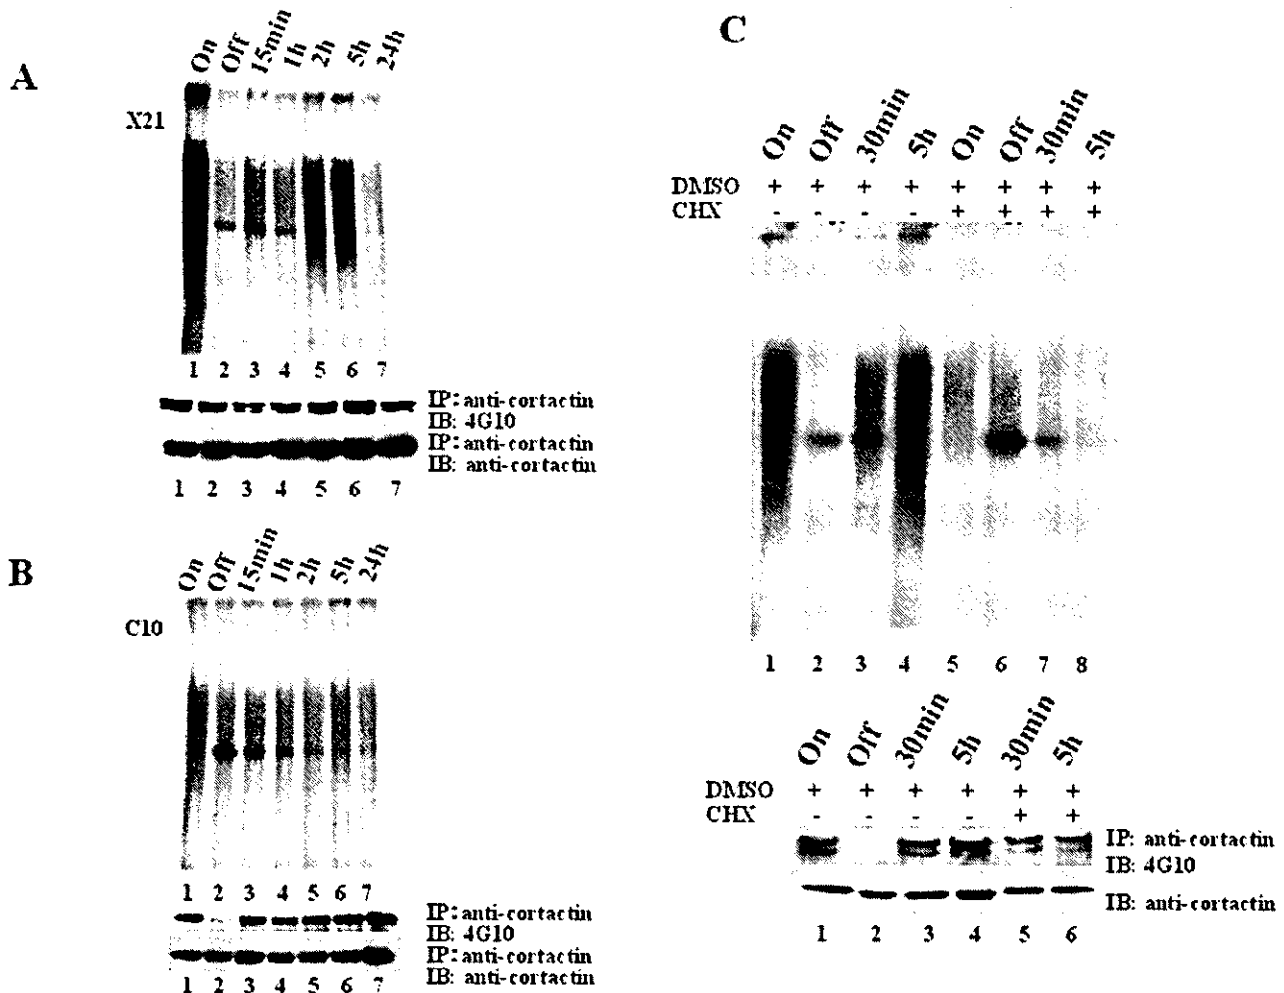 A
On Off 15min 1h 2h 5h 24h
X21
1 2 3 4 5 6 7
IP: anti-cortactin
IB: 4G10
IP: anti-cortactin
IB: anti-cortactin
1 2 3 4 5 6 7
B
On Off 15min 1h 2h 5h 24h
C10
1 2 3 4 5 6 7
IP: anti-cortactin
IB: 4G10
IP: anti-cortactin
IB: anti-cortactin
1 2 3 4 5 6 7
C
On Off 30min 5h On Off 30min 5h
DMSO + + + + + + + +
CHX - - - - + + + +
1 2 3 4 5 6 7 8
On Off 30min 5h 30min 5h
DMSO + + + + + +
CHX - - - - + +
IP: anti-cortactin
IB: 4G10
IB: anti-cortactin
1 2 3 4 5 6